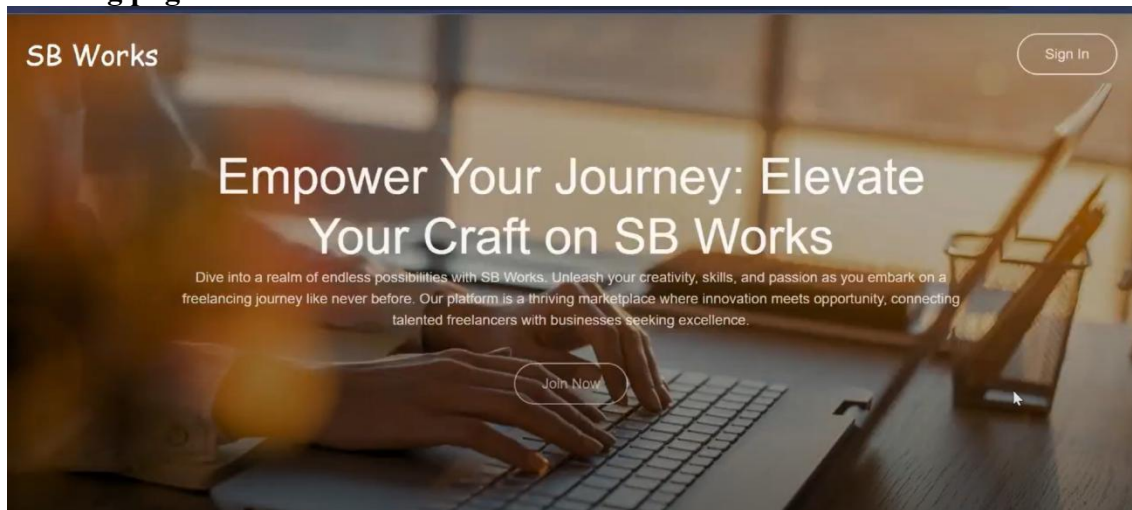 SB Works
Sign In
Empower Your Journey: Elevate
Your Craft on SB Works
Dive into a realm of endless possibilities with SB Works. Unleash your creativity, skills, and passion as you embark on a
freelancing journey like never before. Our platform is a thriving marketplace where innovation meets opportunity, connecting
talented freelancers with businesses seeking excellence.
Join Now